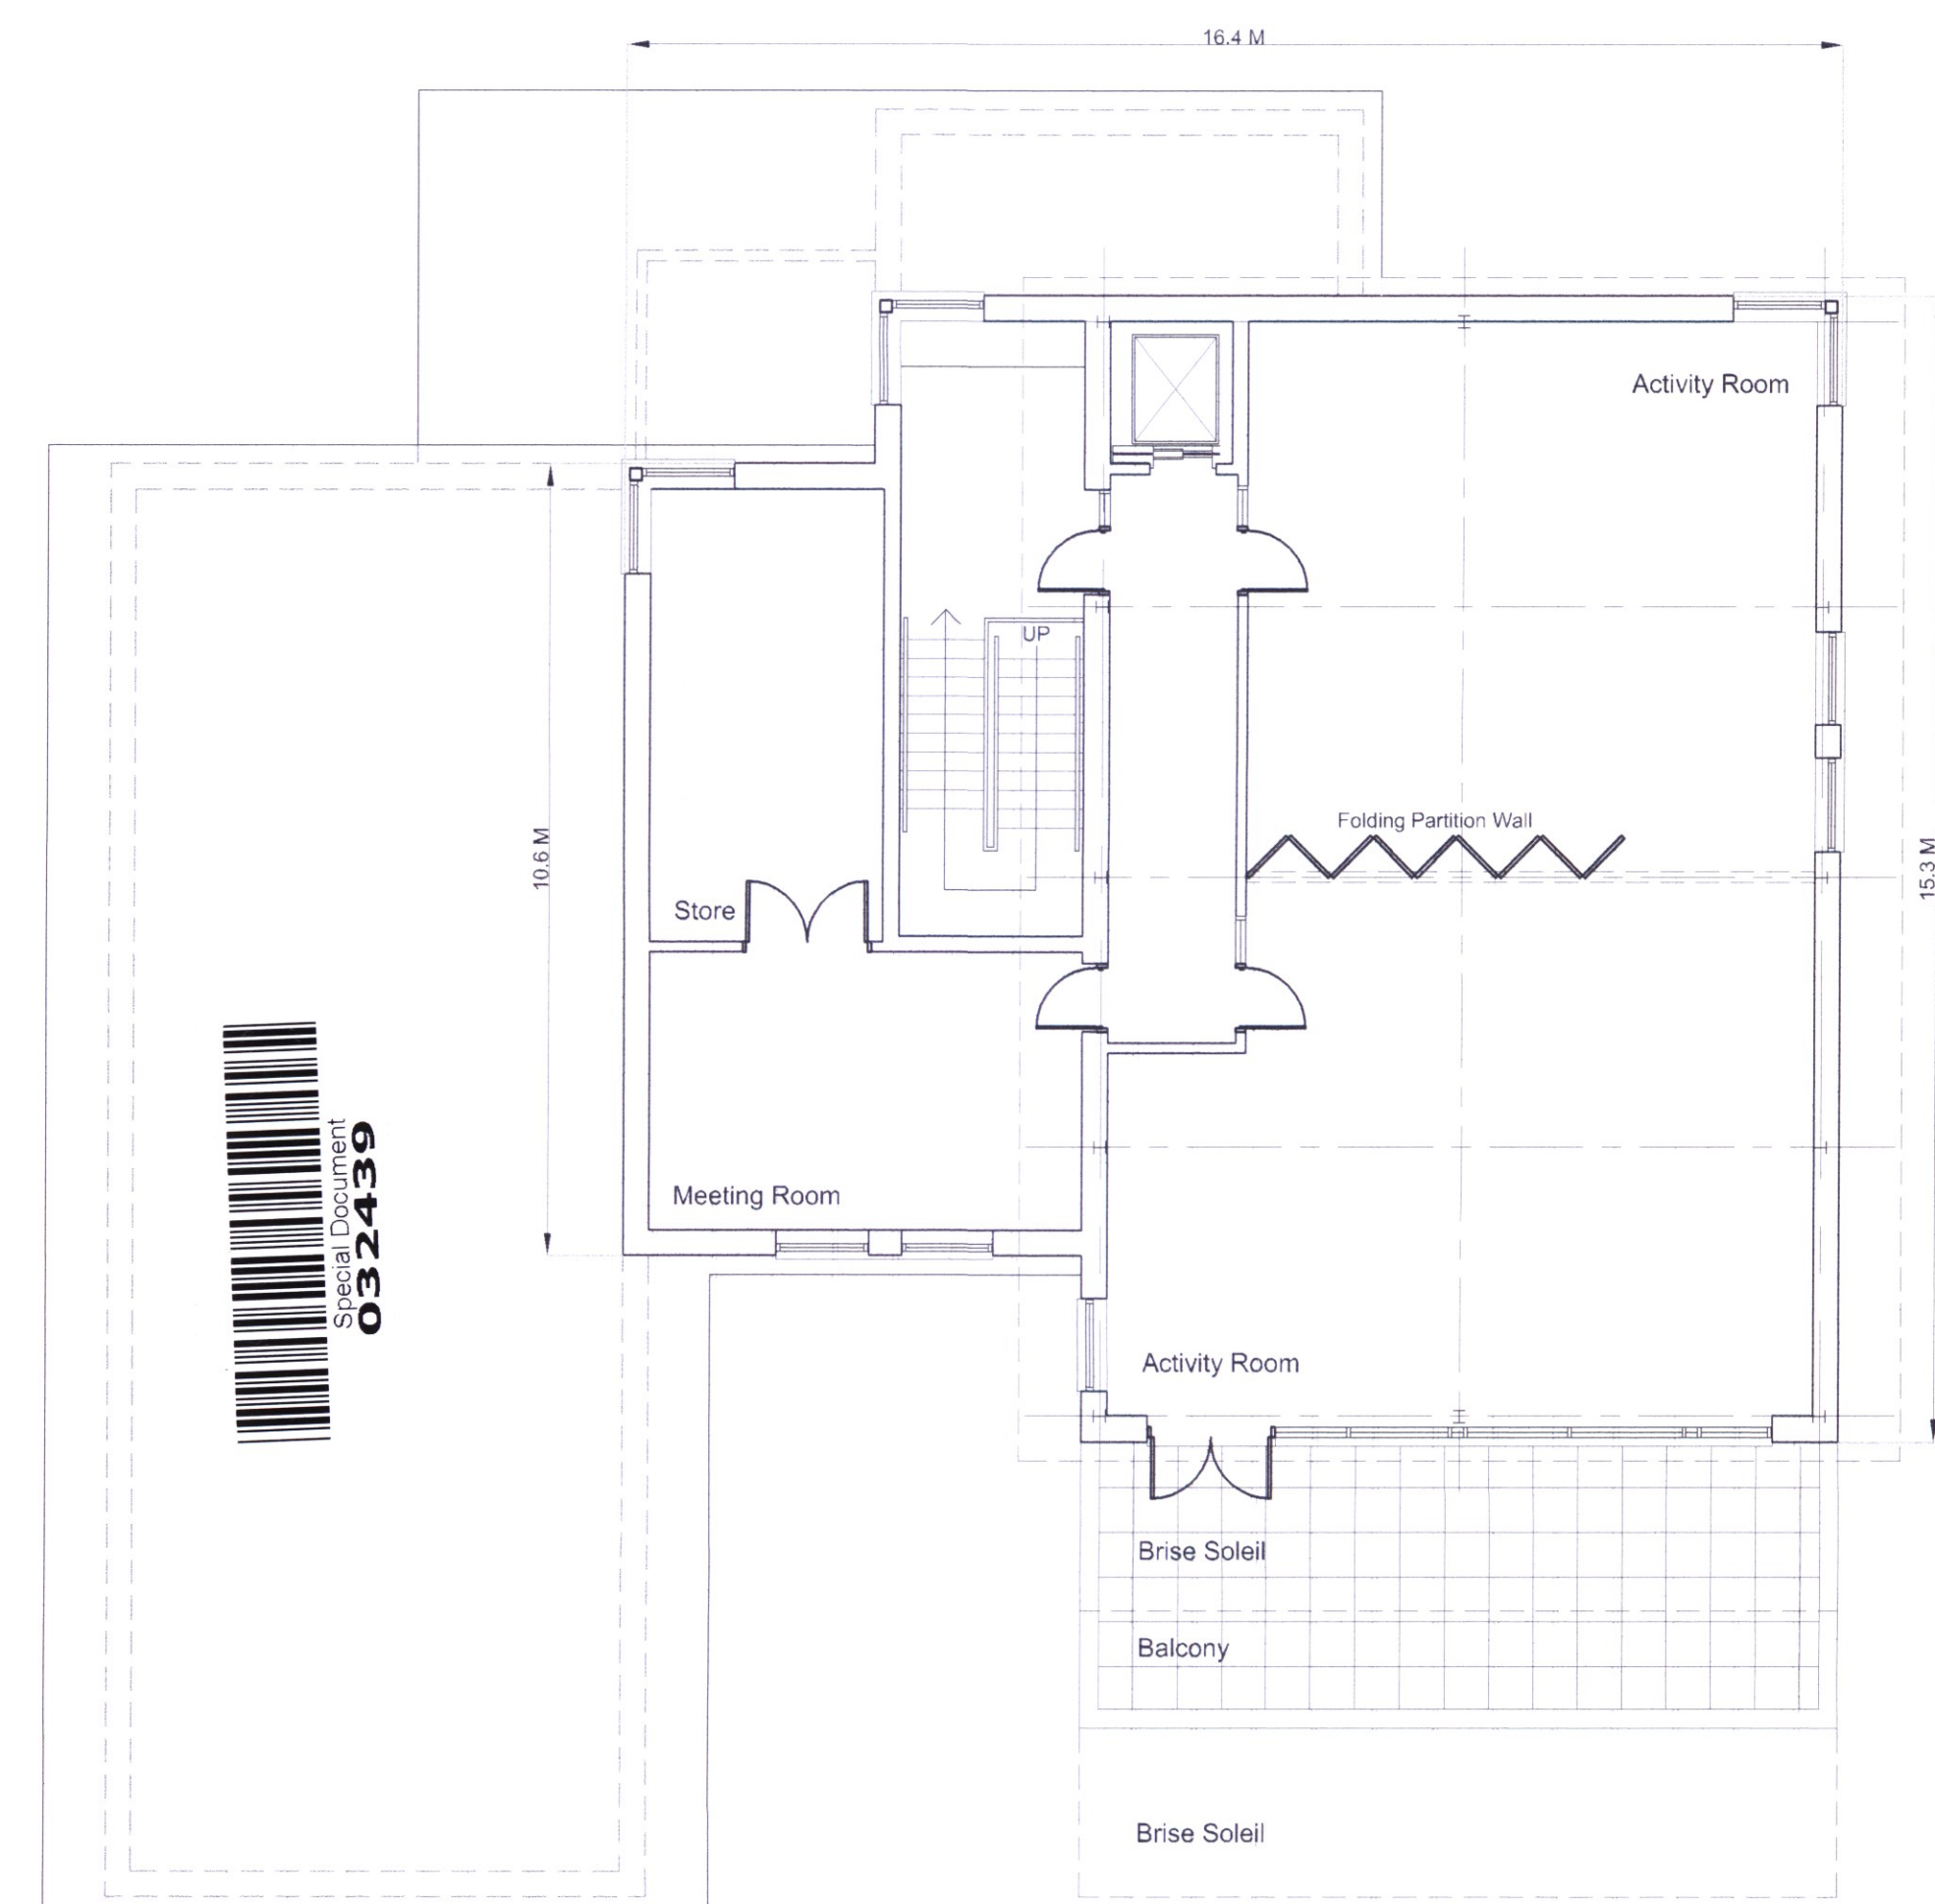 16.4 M
Activity Room
UP
Folding Partition Wall
10.6 M
15.3 M
Store
Special Document
0332439
Meeting Room
Activity Room
Brise Soleil
Balcony
Brise Soleil